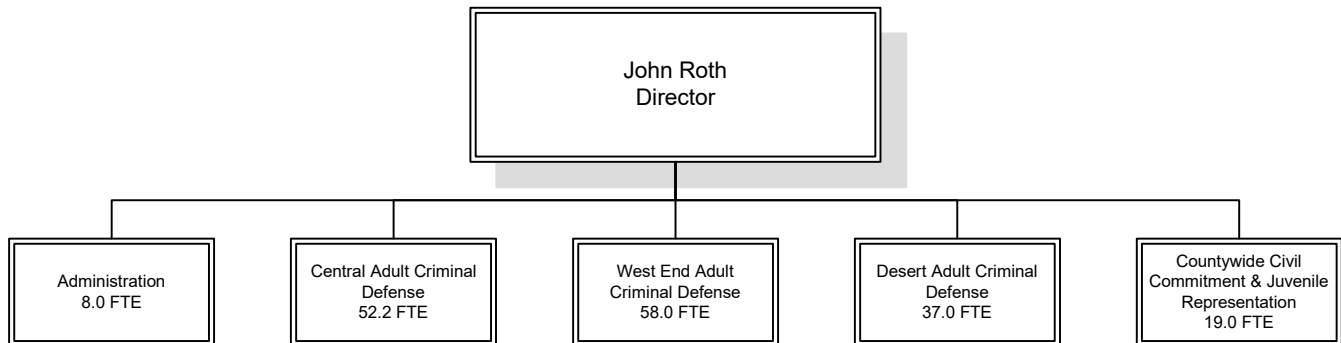 John Roth
Director
Administration
8.0 FTE
Central Adult Criminal
Defense
52.2 FTE
West End Adult
Criminal Defense
58.0 FTE
Desert Adult Criminal
Defense
37.0 FTE
Countywide Civil
Commitment & Juvenile
Representation
19.0 FTE